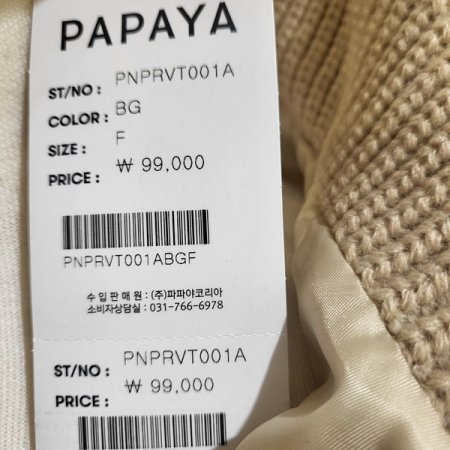 PAPAYA
ST/NO : PNPRVT001A
COLOR : BG
SIZE : F
PRICE : ₩ 99,000
PNPRVT001ABGF
수 입 판 매 원 : (주)파파야코리아
소비자상담실 : 031-766-6978
ST/NO : PNPRVT001A
PRICE : ₩ 99,000